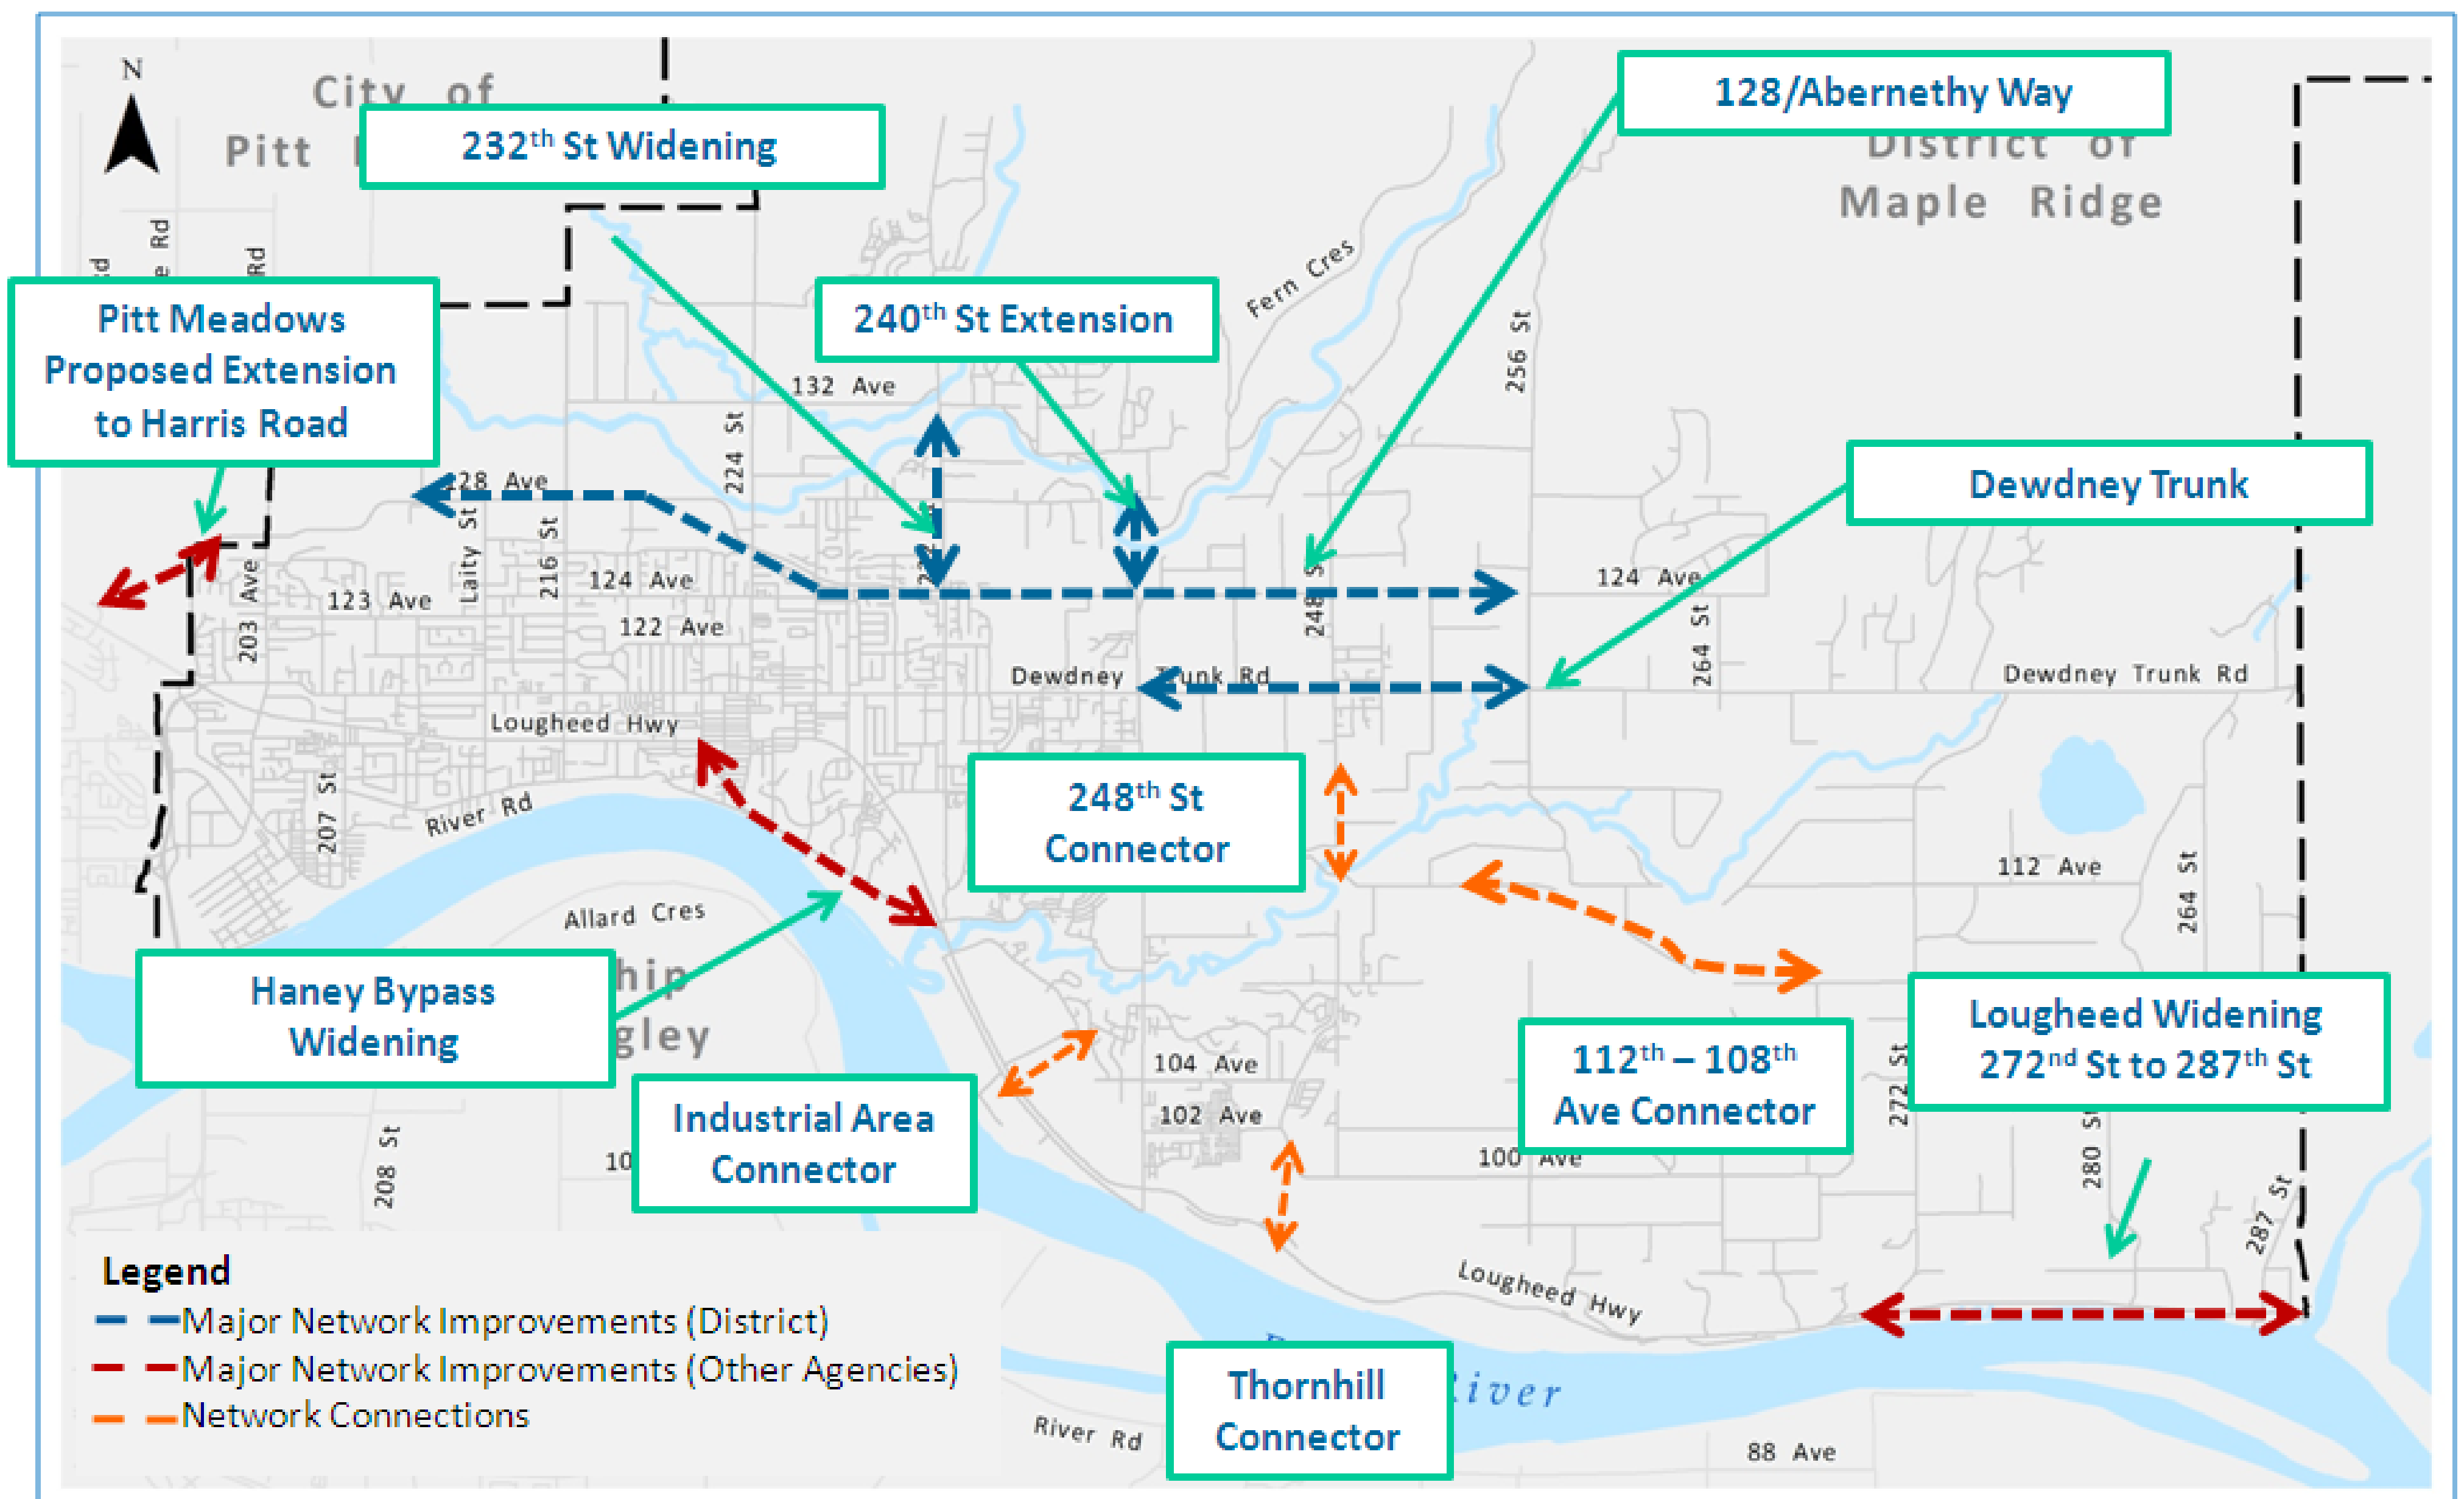 N
City of
Pitt
232th St Widening
128/Abernethy Way
District of
Maple Ridge
Rd
Rd
Pitt Meadows
Proposed Extension
to Harris Road
240th St Extension
Fern Cres
256 St
132 Ave
224 St
128 Ave
Dewdney Trunk
Laity St
216 St
203 Ave
123 Ave
124 Ave
122 Ave
248 St
124 Ave
264 St
Dewdney Trunk Rd
Dewdney Trunk Rd
Lougheed Hwy
207 St
River Rd
248th St
Connector
112 Ave
264 St
Allard Cres
Haney Bypass
Widening
Industrial Area
Connector
104 Ave
102 Ave
112th – 108th
Ave Connector
100 Ave
272 St
Lougheed Widening
272nd St to 287th St
280 St
287 St
208 St
10
Lougheed Hwy
Thornhill
Connector
River
River Rd
88 Ave
Legend
Major Network Improvements (District)
Major Network Improvements (Other Agencies)
Network Connections